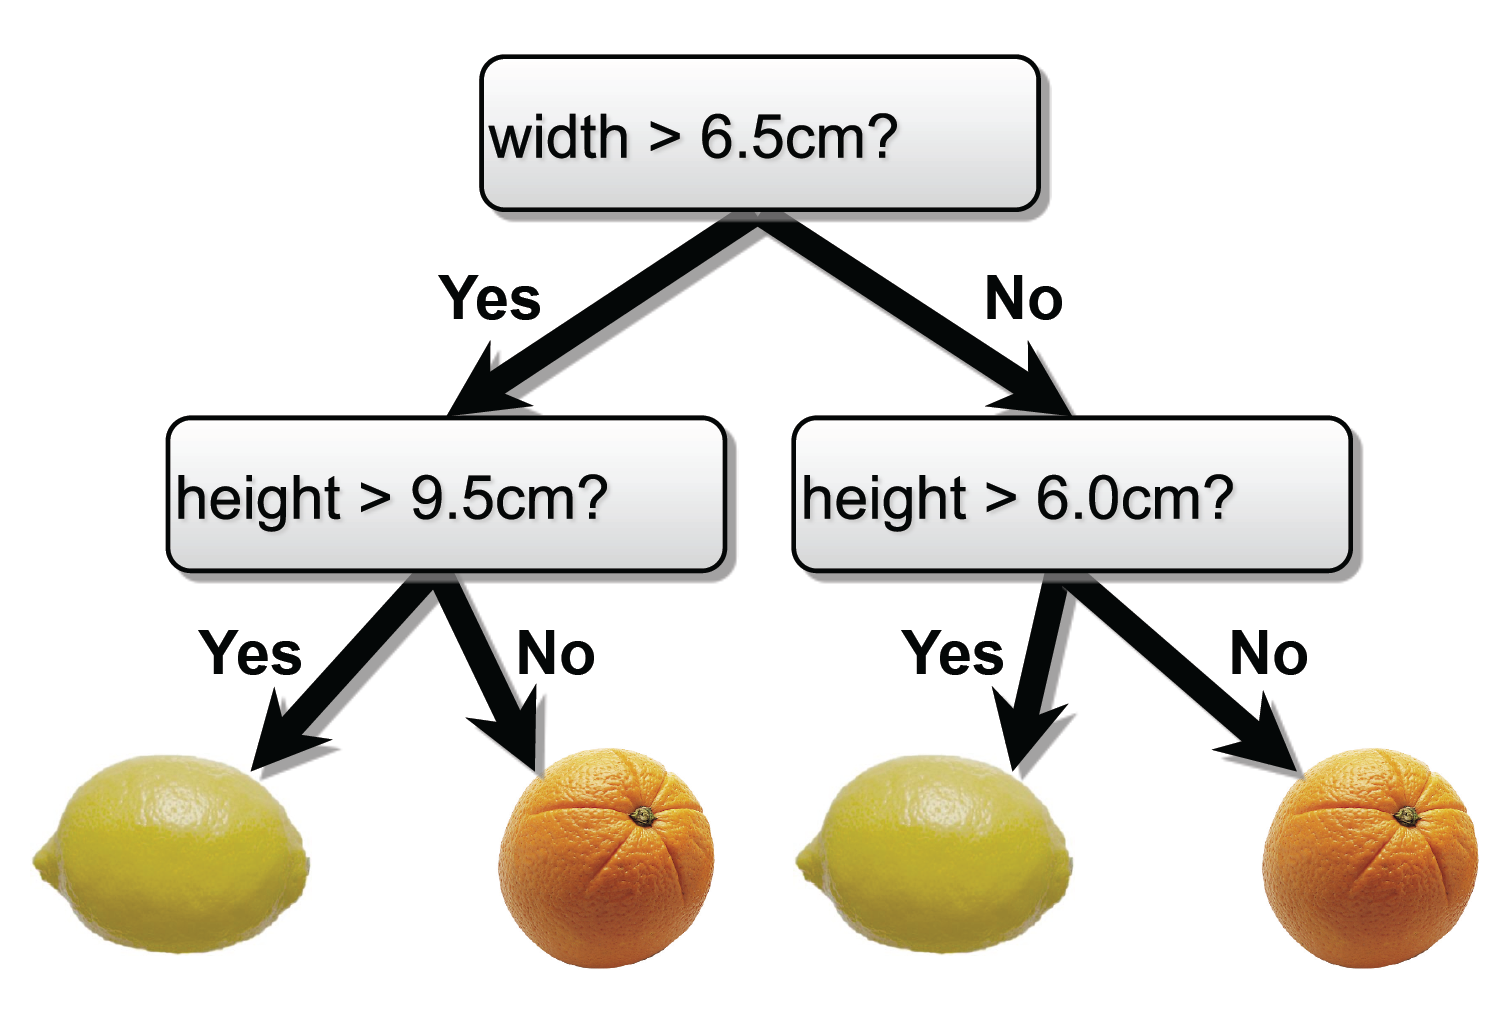 width > 6.5cm?
Yes
No
height > 9.5cm?
height > 6.0cm?
Yes
No
Yes
No